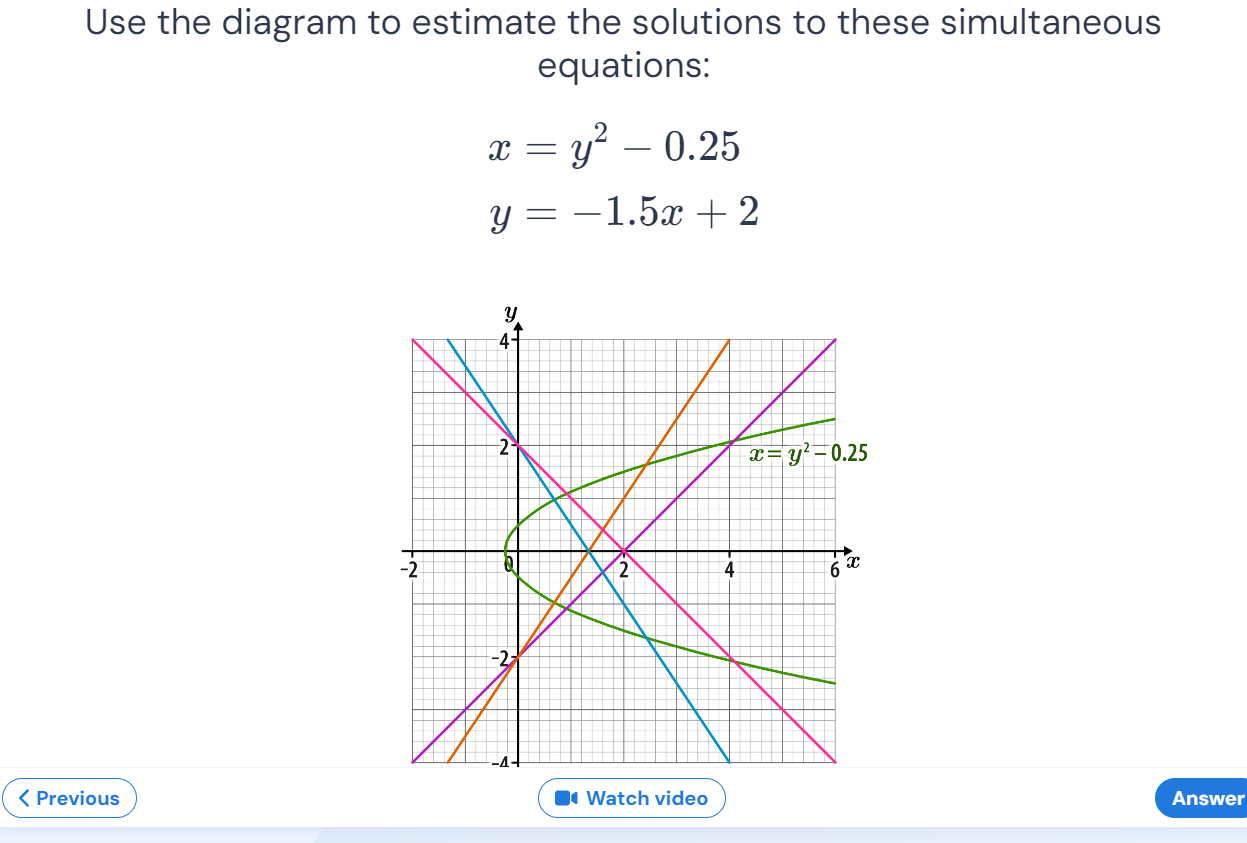 Use the diagram to estimate the solutions to these simultaneous
equations:
x = y² − 0.25
y = −1.5x + 2
y
4
2
x = y² − 0.25
−2
0
2
4
6
x
−2
−4
Previous
Watch video
Answer